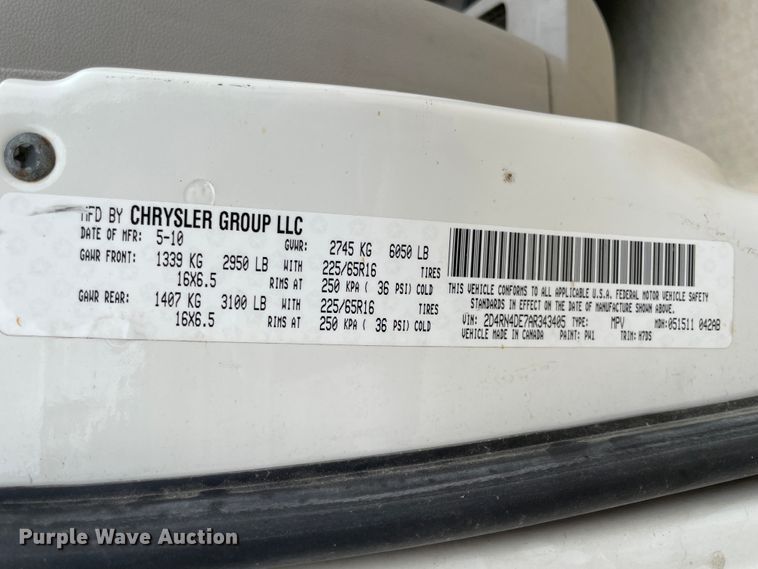 MFD BY CHRYSLER GROUP LLC
DATE OF MFR: 5-10 GVWR: 2745 KG 6050 LB
GAWR FRONT: 1339 KG 2950 LB WITH 225/65R16 TIRES
16X6.5 RIMS AT 250 KPA ( 36 PSI) COLD
GAWR REAR: 1407 KG 3100 LB WITH 225/65R16 TIRES
16X6.5 RIMS AT 250 KPA ( 36 PSI) COLD
THIS VEHICLE CONFORMS TO ALL APPLICABLE U.S.A. FEDERAL MOTOR VEHICLE SAFETY
STANDARDS IN EFFECT ON THE DATE OF MANUFACTURE SHOWN ABOVE.
VIN: 2D4RN4DE7AR343405 TYPE: MPV MDH:051511 042AB
VEHICLE MADE IN CANADA PAINT: PW1 TRIM: H7DS
Purple Wave Auction